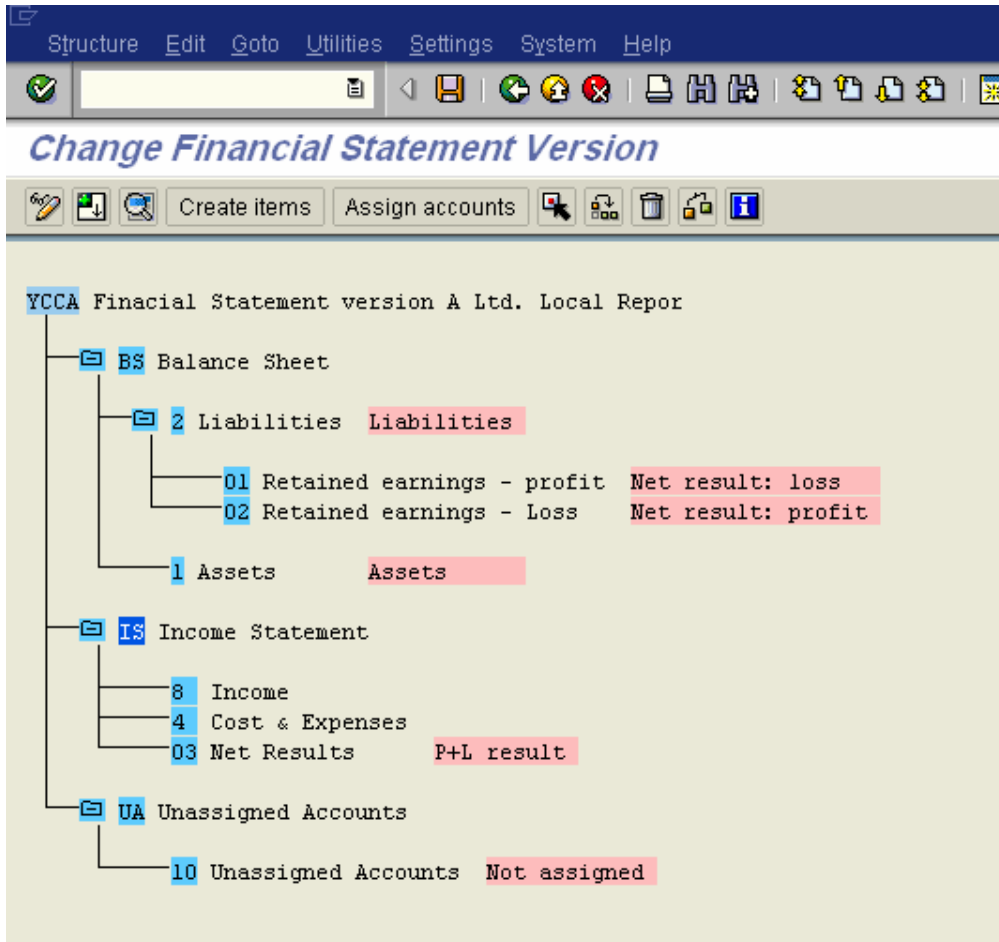 Structure Edit Goto Utilities Settings System Help
Change Financial Statement Version
Create items Assign accounts
YCCA Finacial Statement version A Ltd. Local Repor
BS Balance Sheet
2 Liabilities Liabilities
01 Retained earnings - profit Net result: loss
02 Retained earnings - Loss Net result: profit
1 Assets Assets
IS Income Statement
8 Income
4 Cost & Expenses
03 Net Results P+L result
UA Unassigned Accounts
10 Unassigned Accounts Not assigned